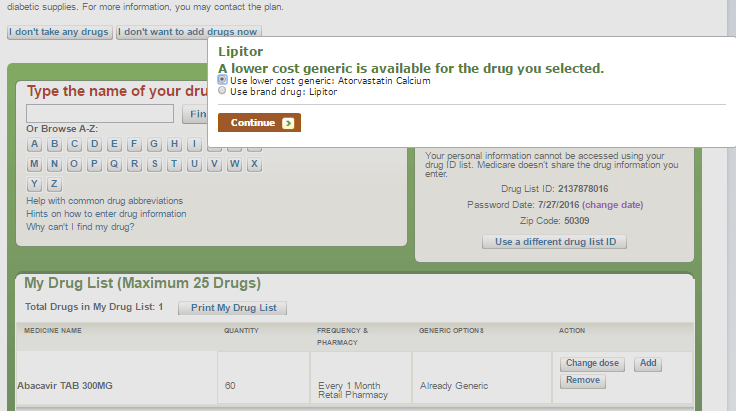 diabetic supplies. For more information, you may contact the plan.
I don't take any drugs
I don't want to add drugs now
Lipitor
A lower cost generic is available for the drug you selected.
Use lower cost generic: Atorvastatin Calcium
Use brand drug: Lipitor
Continue
Type the name of your dru
Fin
Or Browse A-Z:
A B C D E F G H I
M N O P Q R S T U V W X
Y Z
Help with common drug abbreviations
Hints on how to enter drug information
Why can't I find my drug?
Your personal information cannot be accessed using your
drug ID list. Medicare doesn't share the drug information you
enter.
Drug List ID: 2137878016
Password Date: 7/27/2016 (change date)
Zip Code: 50309
Use a different drug list ID
My Drug List (Maximum 25 Drugs)
Total Drugs in My Drug List: 1
Print My Drug List
MEDICINE NAME QUANTITY FREQUENCY & PHARMACY GENERIC OPTIONS ACTION
Abacavir TAB 300MG 60 Every 1 Month Retail Pharmacy Already Generic
Change dose
Add
Remove